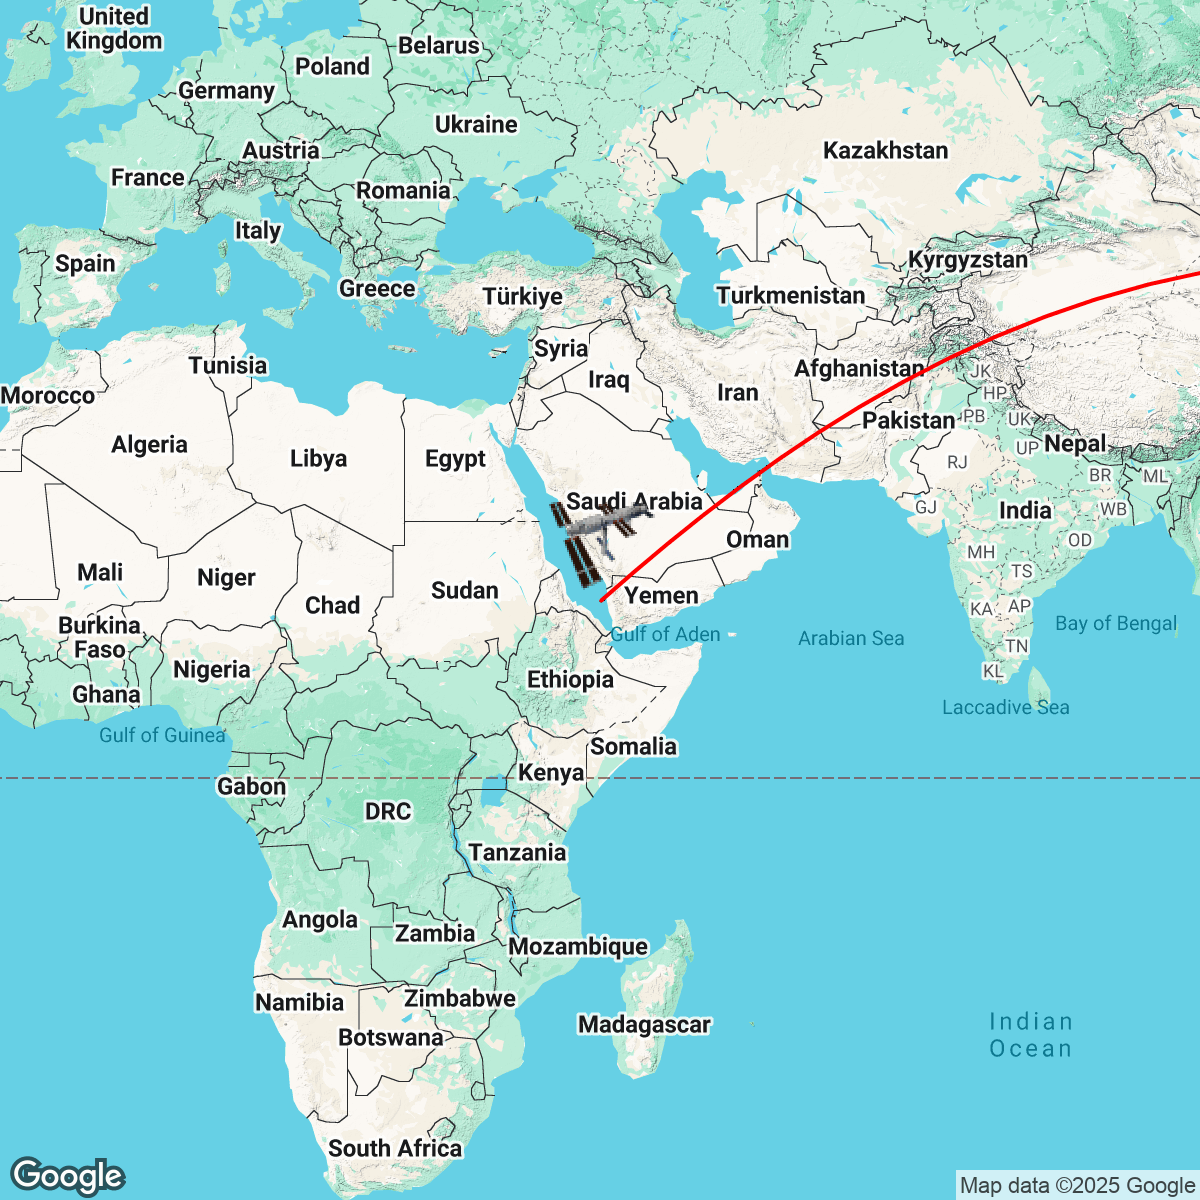 United
Kingdom
Belarus
Poland
Germany
Ukraine
Austria
Kazakhstan
France
Romania
Italy
Spain
Kyrgyzstan
Greece
Türkiye
Turkmenistan
Syria
Tunisia
Iraq
Afghanistan
JK
Morocco
Iran
HP
PB
UK
Pakistan
Algeria
Libya
Egypt
Nepal
UP
RJ
BR
ML
Saudi Arabia
GJ
India
WB
Oman
OD
MH
Mali
Niger
TS
Sudan
Yemen
Chad
KA
AP
Burkina
Faso
Gulf of Aden
Arabian Sea
Bay of Bengal
TN
Nigeria
KL
Ethiopia
Ghana
Laccadive Sea
Gulf of Guinea
Somalia
Kenya
Gabon
DRC
Tanzania
Angola
Zambia
Mozambique
Namibia
Zimbabwe
Madagascar
Indian
Ocean
Botswana
South Africa
Google
Map data ©2025 Google